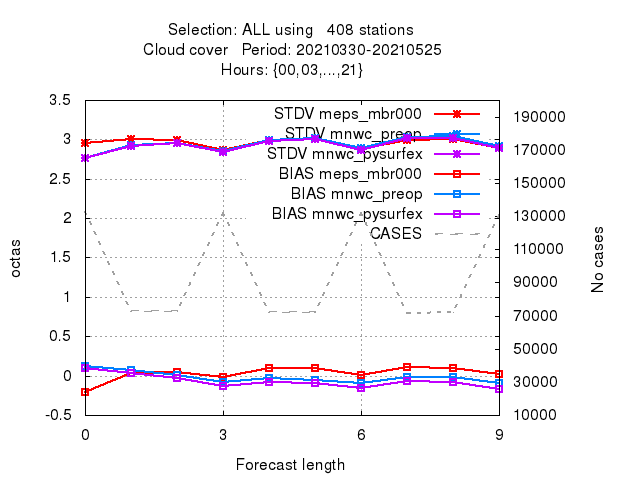 Selection: ALL using   408 stations
Cloud cover   Period: 20210330-20210525
Hours: {00,03,...,21}
3.5
3
2.5
2
1.5
1
0.5
0
-0.5
octas
STDV meps_mbr000
STDV mnwc_preop
STDV mnwc_pysurfex
BIAS meps_mbr000
BIAS mnwc_preop
BIAS mnwc_pysurfex
CASES
190000
170000
150000
130000
110000
90000
70000
50000
30000
10000
No cases
0 3 6 9
Forecast length